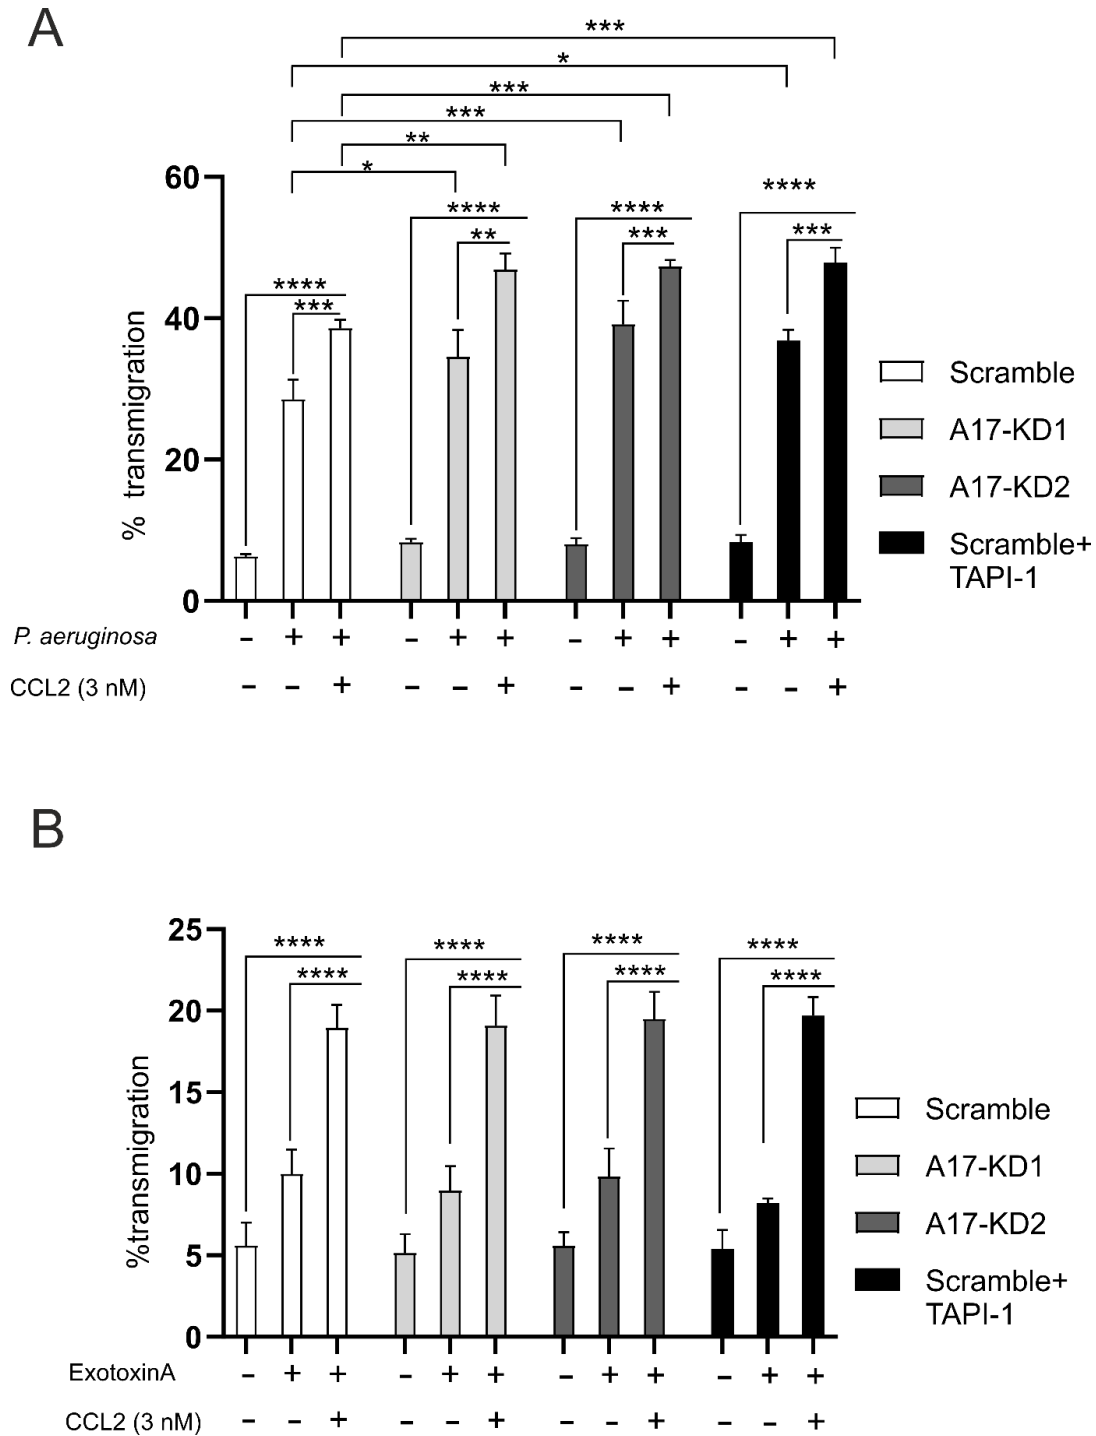 A
***
*
***
***
**
*
60
****
****
****
****
**
***
***
****
***
40
20
0
% transmigration
Scramble
A17-KD1
A17-KD2
Scramble+
TAPI-1
P. aeruginosa - + + - + + - + + - + +
CCL2 (3 nM) - - + - - + - - + - - +
B
25
**** **** **** ****
**** **** **** ****
20
15
10
5
0
%transmigration
Scramble
A17-KD1
A17-KD2
Scramble+
TAPI-1
ExotoxinA - + + - + + - + + - + +
CCL2 (3 nM) - - + - - + - - + - - +